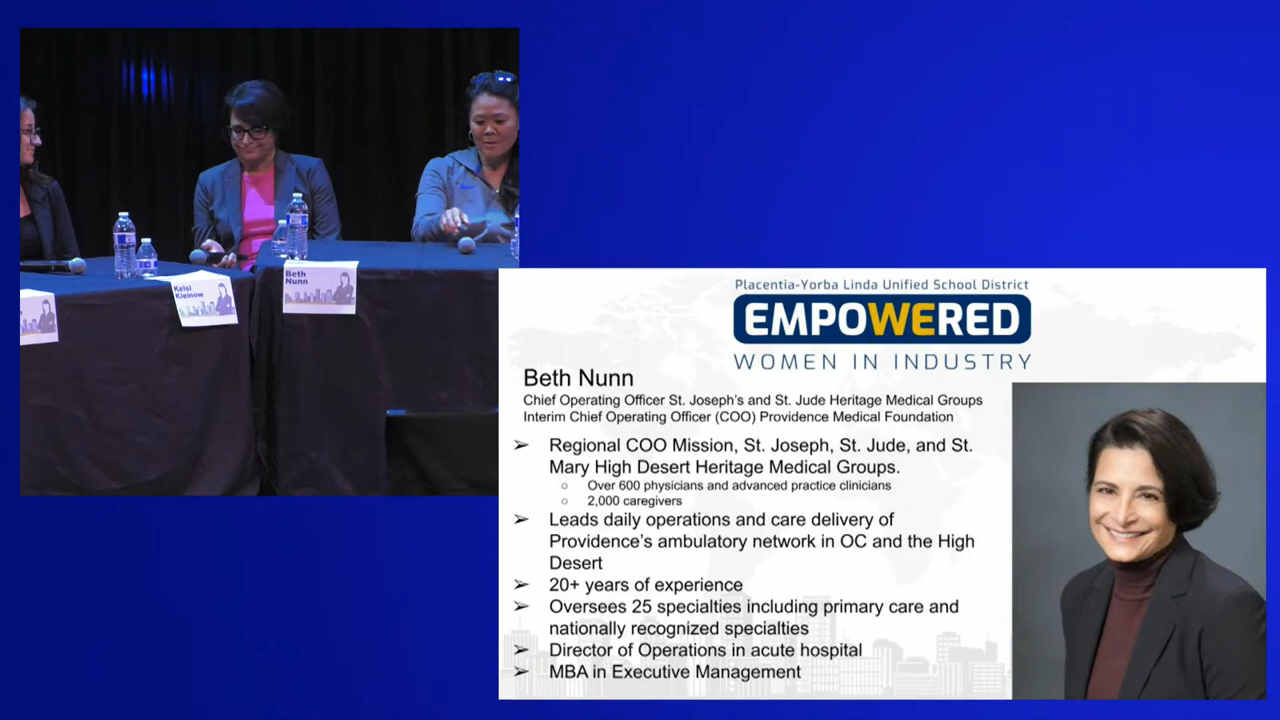 Kelsi
Kleinow
Beth
Nunn
Placentia-Yorba Linda Unified School District
EMPOWERED
WOMEN IN INDUSTRY
Beth Nunn
Chief Operating Officer St. Joseph's and St. Jude Heritage Medical Groups
Interim Chief Operating Officer (COO) Providence Medical Foundation
➢ Regional COO Mission, St. Joseph, St. Jude, and St.
Mary High Desert Heritage Medical Groups.
○ Over 600 physicians and advanced practice clinicians
○ 2,000 caregivers
➢ Leads daily operations and care delivery of
Providence's ambulatory network in OC and the High
Desert
➢ 20+ years of experience
➢ Oversees 25 specialties including primary care and
nationally recognized specialties
➢ Director of Operations in acute hospital
➢ MBA in Executive Management